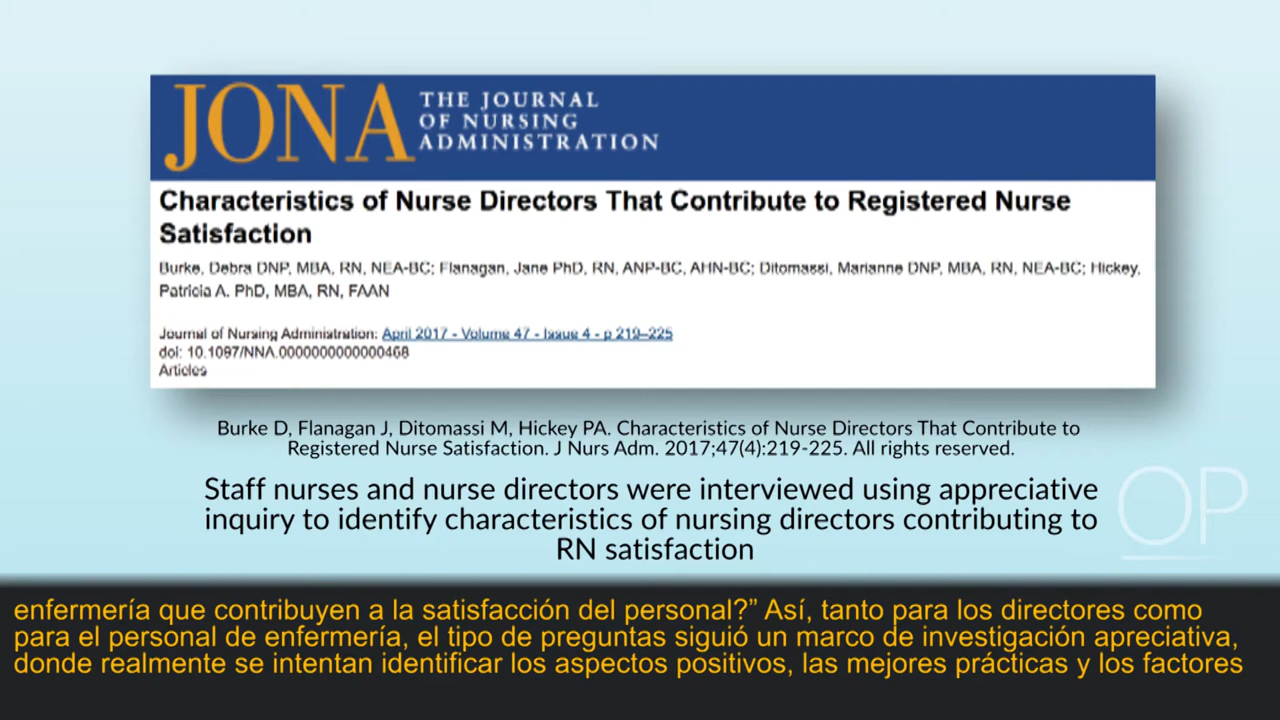 JONA
THE JOURNAL
OF NURSING
ADMINISTRATION
Characteristics of Nurse Directors That Contribute to Registered Nurse
Satisfaction
Burke, Debra DNP, MBA, RN, NEA-BC; Flanagan, Jane PhD, RN, ANP-BC, AHN-BC; Ditomassi, Marianne DNP, MBA, RN, NEA-BC; Hickey,
Patricia A. PhD, MBA, RN, FAAN
Journal of Nursing Administration: April 2017 - Volume 47 - Issue 4 - p 219–225
doi: 10.1097/NNA.0000000000000468
Articles
Burke D, Flanagan J, Ditomassi M, Hickey PA. Characteristics of Nurse Directors That Contribute to
Registered Nurse Satisfaction. J Nurs Adm. 2017;47(4):219-225. All rights reserved.
Staff nurses and nurse directors were interviewed using appreciative
inquiry to identify characteristics of nursing directors contributing to
RN satisfaction
OP
enfermería que contribuyen a la satisfacción del personal?” Así, tanto para los directores como
para el personal de enfermería, el tipo de preguntas siguió un marco de investigación apreciativa,
donde realmente se intentan identificar los aspectos positivos, las mejores prácticas y los factores